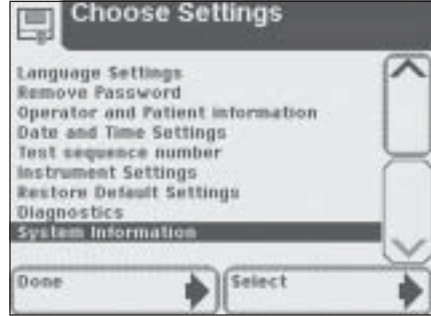 Choose Settings
Language Settings
Remove Password
Operator and Patient information
Date and Time Settings
Test sequence number
Instrument Settings
Restore Default Settings
Diagnostics
System Information
Done
Select